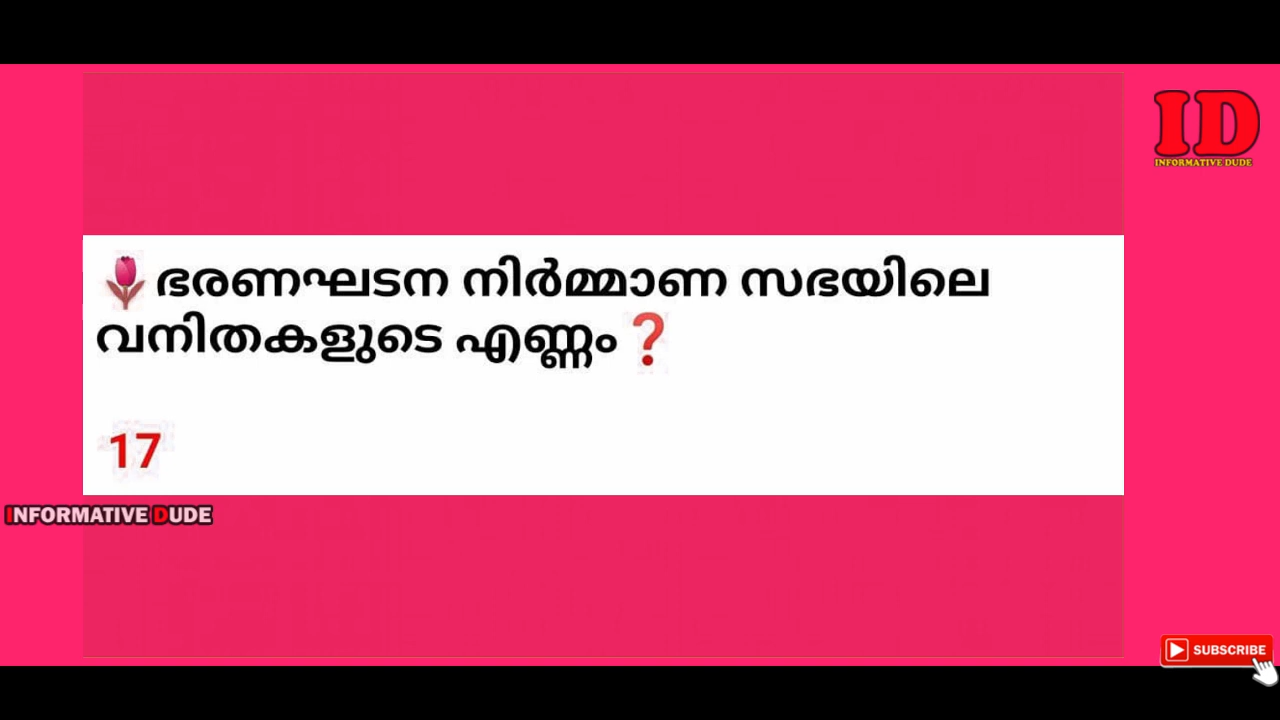 ID
INFORMATIVE DUDE
🌷ഭരണഘടന നിർമ്മാണ സഭയിലെ
വനിതകളുടെ എണ്ണം❓
17
INFORMATIVE DUDE
SUBSCRIBE